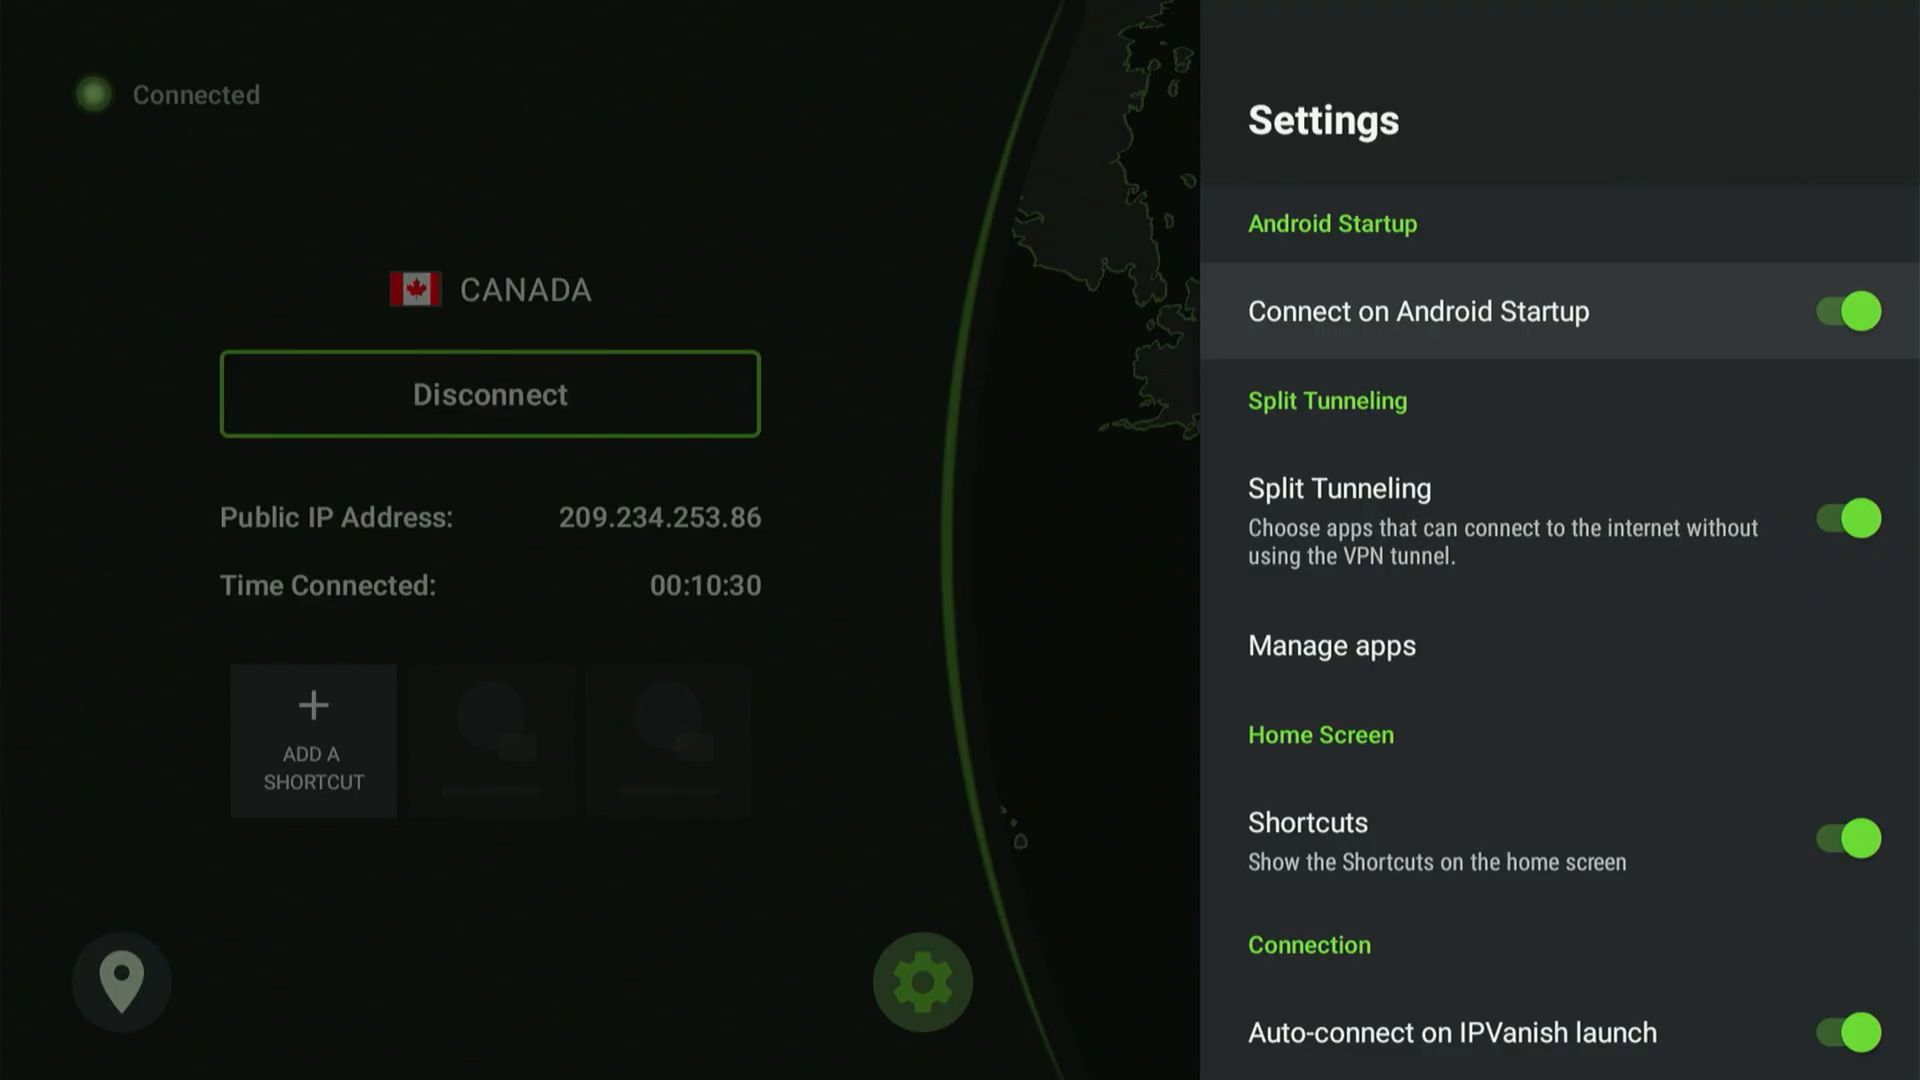 Connected
CANADA
Disconnect
Public IP Address: 209.234.253.86
Time Connected: 00:10:30
+
ADD A
SHORTCUT
Settings
Android Startup
Connect on Android Startup
Split Tunneling
Split Tunneling
Choose apps that can connect to the internet without
using the VPN tunnel.
Manage apps
Home Screen
Shortcuts
Show the Shortcuts on the home screen
Connection
Auto-connect on IPVanish launch